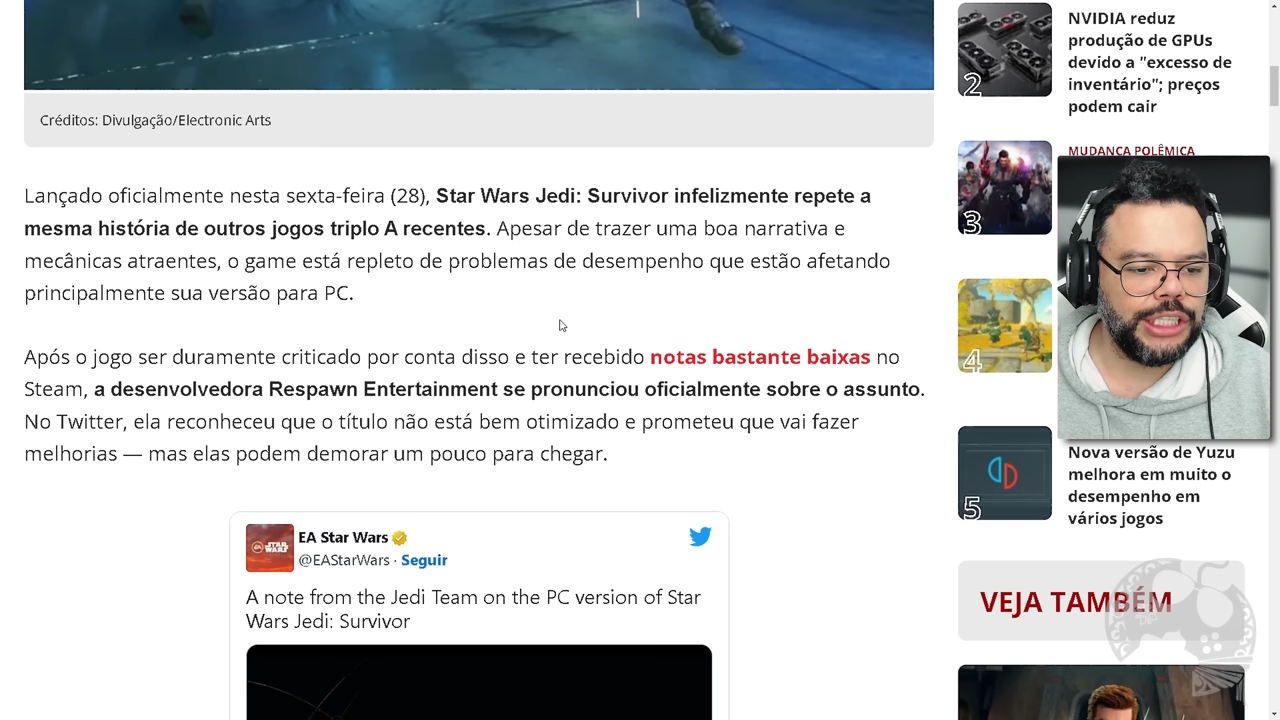 Créditos: Divulgação/Electronic Arts
Lançado oficialmente nesta sexta-feira (28), Star Wars Jedi: Survivor infelizmente repete a
mesma história de outros jogos triplo A recentes. Apesar de trazer uma boa narrativa e
mecânicas atraentes, o game está repleto de problemas de desempenho que estão afetando
principalmente sua versão para PC.
Após o jogo ser duramente criticado por conta disso e ter recebido notas bastante baixas no
Steam, a desenvolvedora Respawn Entertainment se pronunciou oficialmente sobre o assunto.
No Twitter, ela reconheceu que o título não está bem otimizado e prometeu que vai fazer
melhorias — mas elas podem demorar um pouco para chegar.
EA STAR WARS
EA Star Wars
@EAStarWars · Seguir
A note from the Jedi Team on the PC version of Star
Wars Jedi: Survivor
2
NVIDIA reduz
produção de GPUs
devido a "excesso de
inventário"; preços
podem cair
3
MUDANÇA POLÊMICA
4
5
Nova versão de Yuzu
melhora em muito o
desempenho em
vários jogos
VEJA TAMBÉM